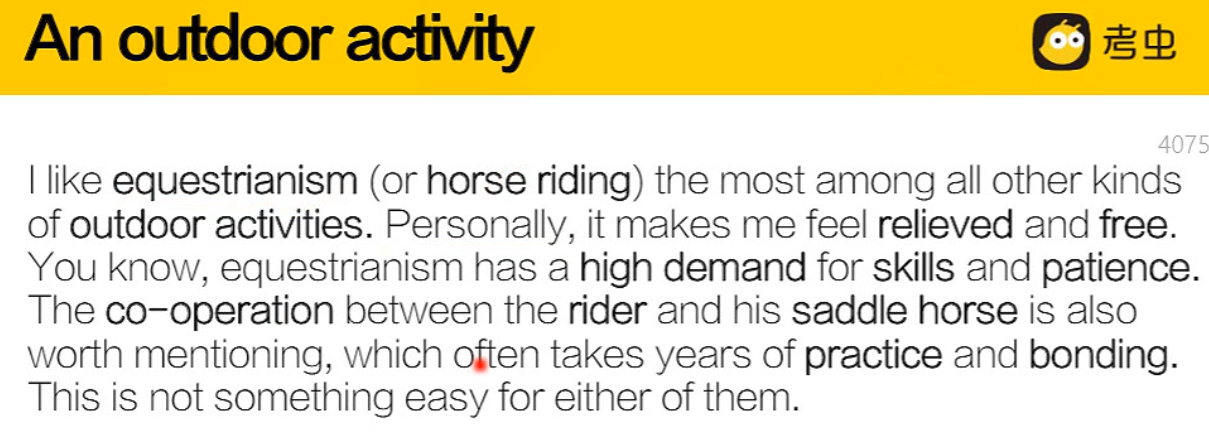 An outdoor activity
考虫
4075
I like equestrianism (or horse riding) the most among all other kinds
of outdoor activities. Personally, it makes me feel relieved and free.
You know, equestrianism has a high demand for skills and patience.
The co-operation between the rider and his saddle horse is also
worth mentioning, which often takes years of practice and bonding.
This is not something easy for either of them.